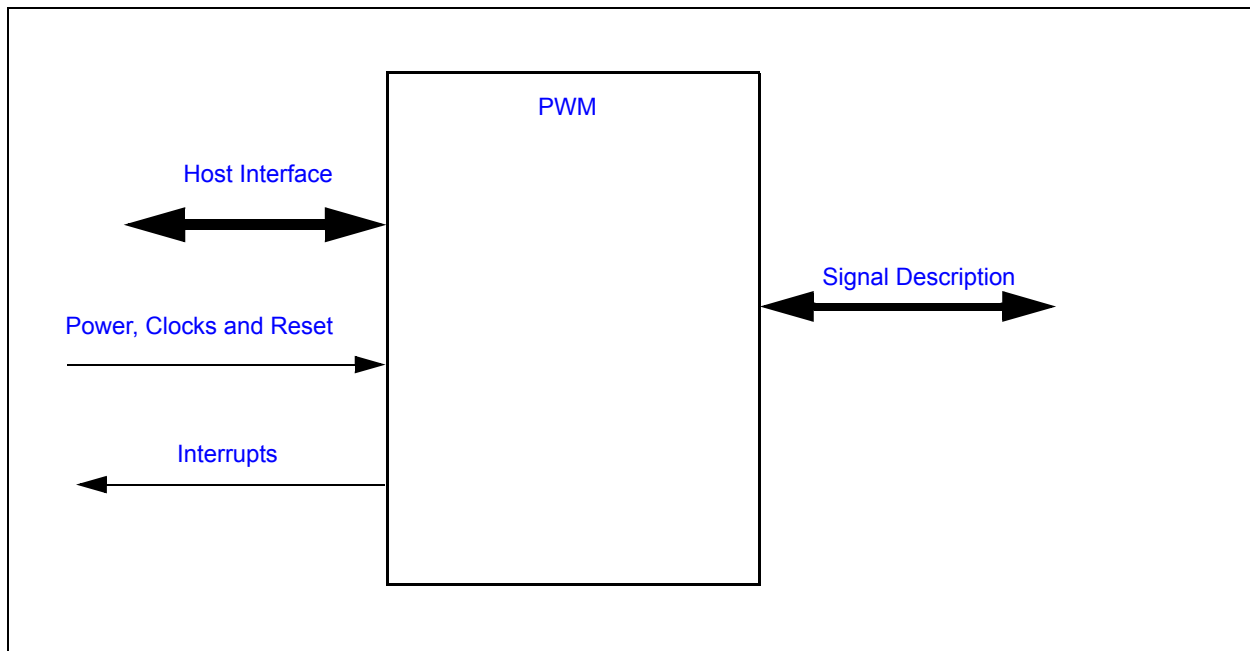 PWM
Host Interface
Signal Description
Power, Clocks and Reset
Interrupts